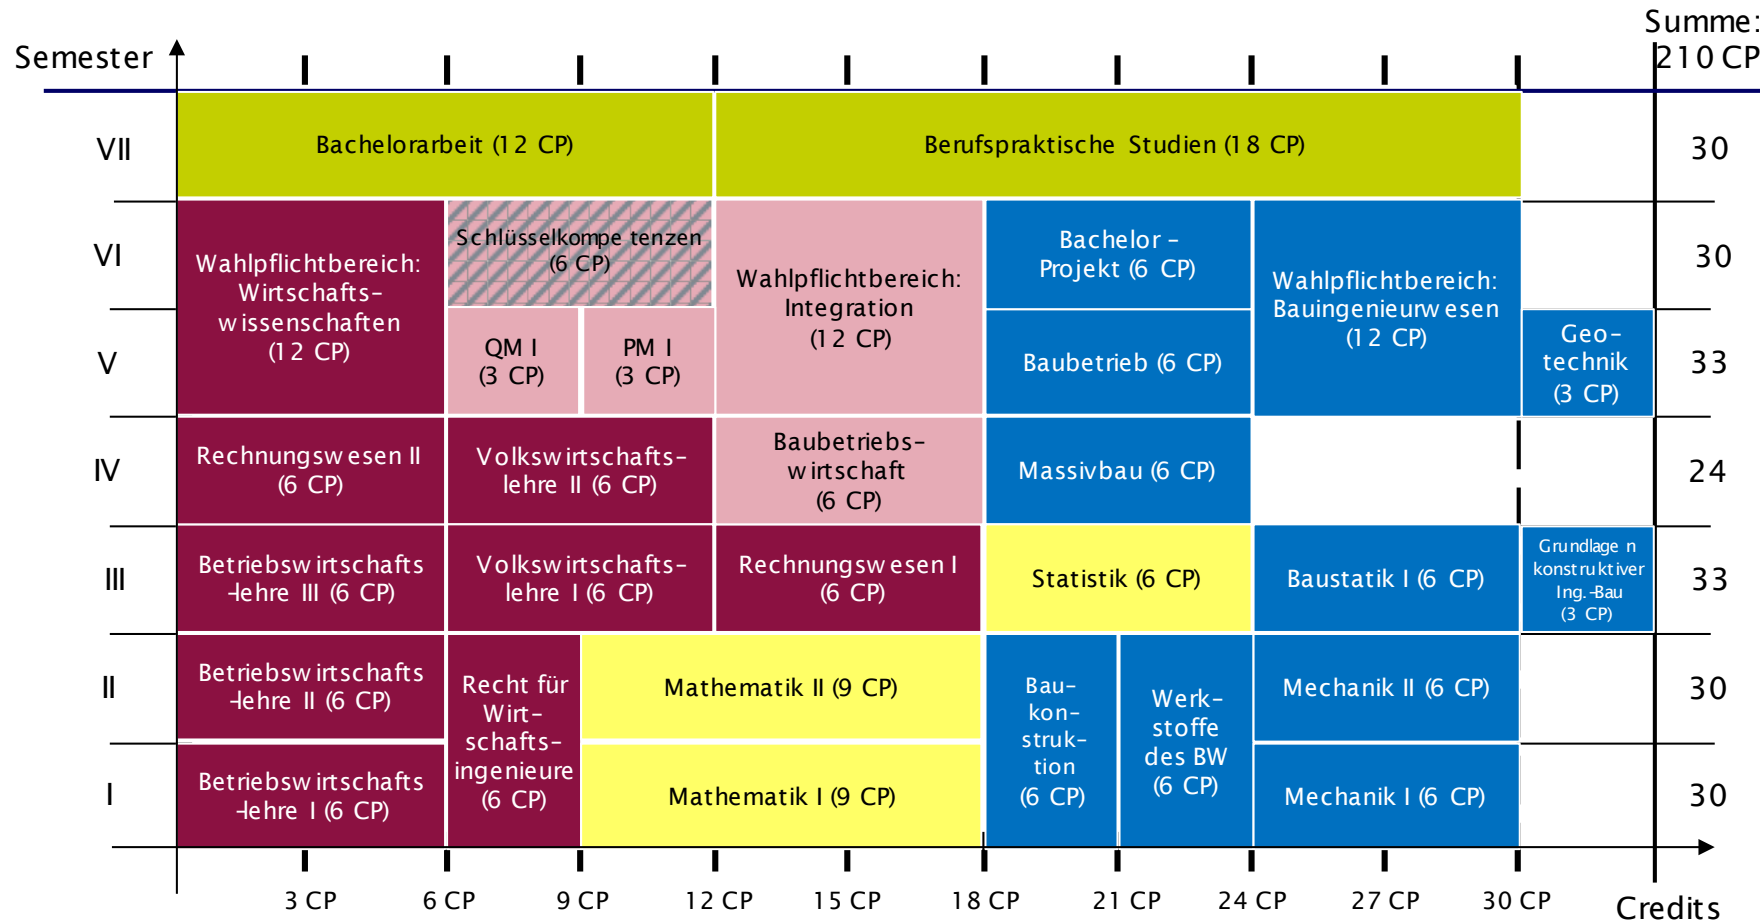 Summe:
210 CP
Semester
VII
Bachelorarbeit (12 CP)
Berufspraktische Studien (18 CP)
30
VI
Wahlpflichtbereich:
Wirtschafts-
wissenschaften
(12 CP)
Schlüsselkompe tenzen
(6 CP)
Wahlpflichtbereich:
Integration
(12 CP)
Bachelor -
Projekt (6 CP)
Wahlpflichtbereich:
Bauingenieurwesen
(12 CP)
30
V
QM I
(3 CP)
PM I
(3 CP)
Baubetrieb (6 CP)
Geo-
technik
(3 CP)
33
IV
Rechnungswesen II
(6 CP)
Volkswirtschafts-
lehre II (6 CP)
Baubetriebs-
wirtschaft
(6 CP)
Massivbau (6 CP)
24
III
Betriebswirtschafts
-lehre III (6 CP)
Volkswirtschafts-
lehre I (6 CP)
Rechnungswesen I
(6 CP)
Statistik (6 CP)
Baustatik I (6 CP)
Grundlage n
konstruktiver
Ing.-Bau
(3 CP)
33
II
Betriebswirtschafts
-lehre II (6 CP)
Recht für
Wirt-
schafts-
ingenieure
(6 CP)
Mathematik II (9 CP)
Bau-
kon-
struk-
tion
(6 CP)
Werk-
stoffe
des BW
(6 CP)
Mechanik II (6 CP)
30
I
Betriebswirtschafts
-lehre I (6 CP)
Mathematik I (9 CP)
Mechanik I (6 CP)
30
3 CP
6 CP
9 CP
12 CP
15 CP
18 CP
21 CP
24 CP
27 CP
30 CP
Credits